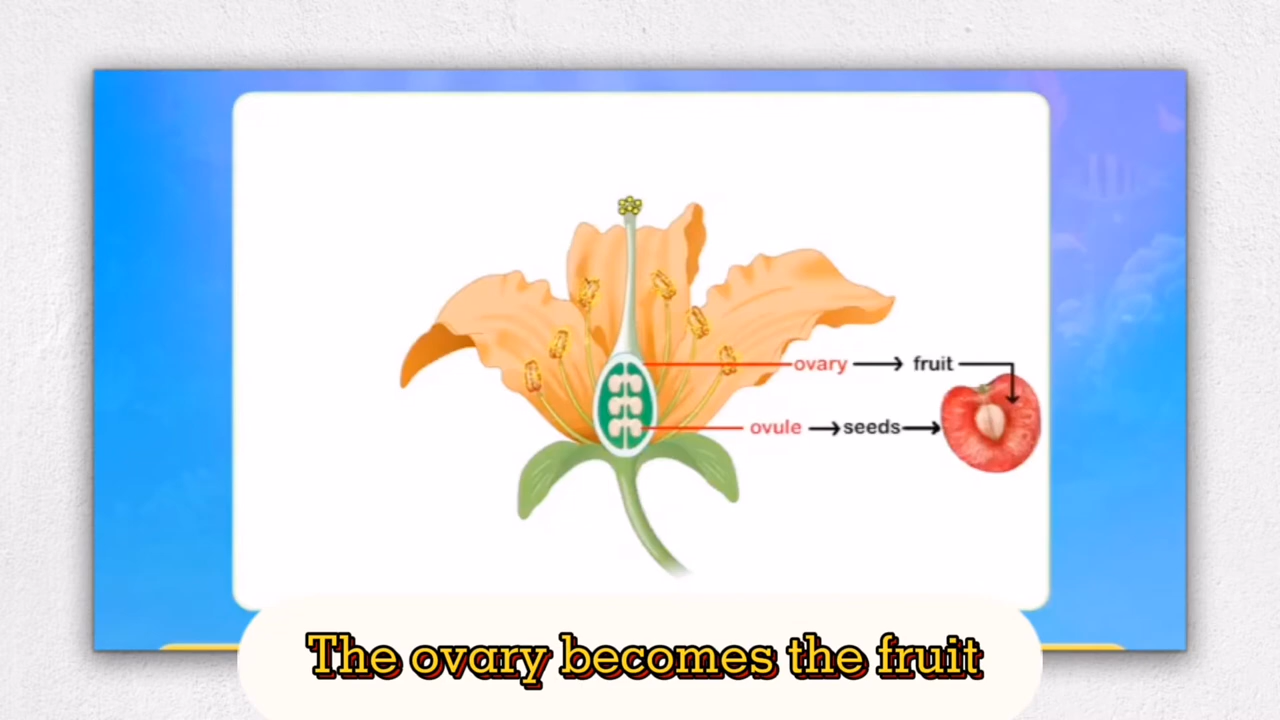 ovary → fruit
ovule → seeds
The ovary becomes the fruit